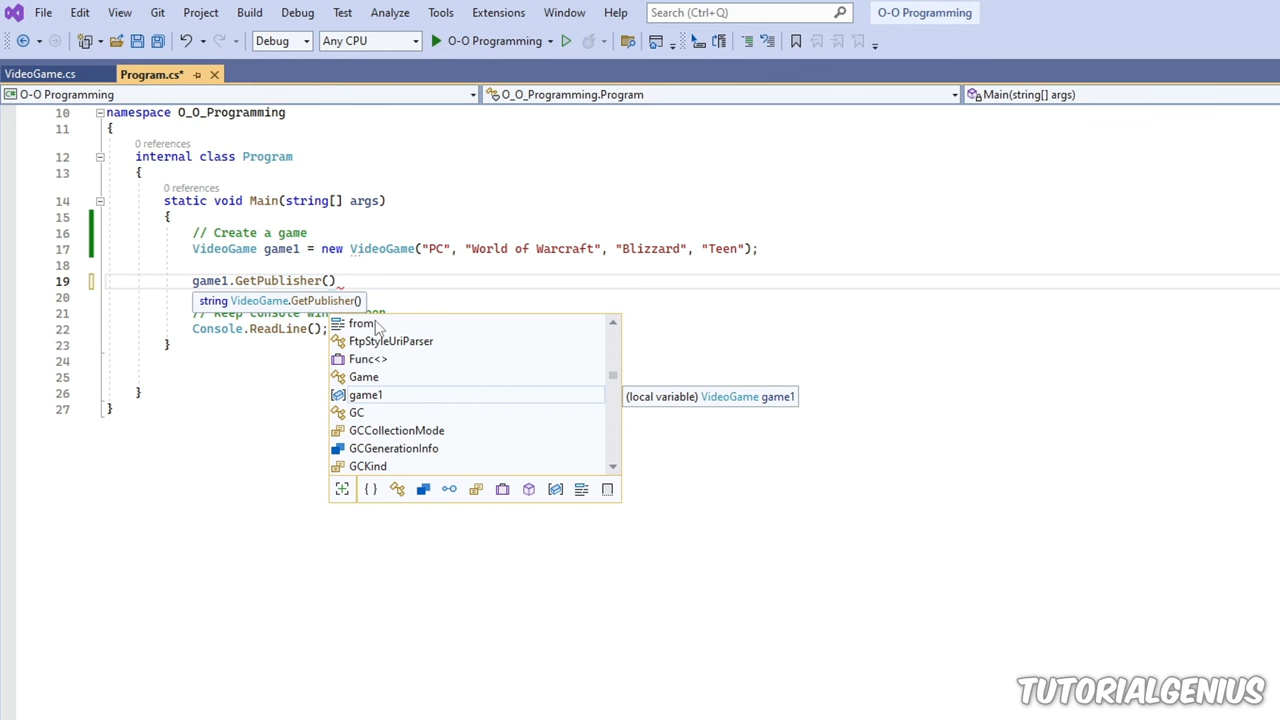 File Edit View Git Project Build Debug Test Analyze Tools Extensions Window Help Search (Ctrl+Q) O-O Programming
Debug Any CPU O-O Programming
VideoGame.cs Program.cs*
O-O Programming O_O_Programming.Program Main(string[] args)
10 namespace O_O_Programming
11 {
0 references
12 internal class Program
13 {
0 references
14 static void Main(string[] args)
15 {
16 // Create a game
17 VideoGame game1 = new VideoGame("PC", "World of Warcraft", "Blizzard", "Teen");
18
19 game1.GetPublisher()
20 string VideoGame.GetPublisher()
21
22 Console.ReadLine();
23 }
24
25
26 }
27 }
from
FtpStyleUriParser
Func<>
Game
game1 (local variable) VideoGame game1
GC
GCCollectionMode
GCGenerationInfo
GCKind
{ }
TUTORIALGENIUS